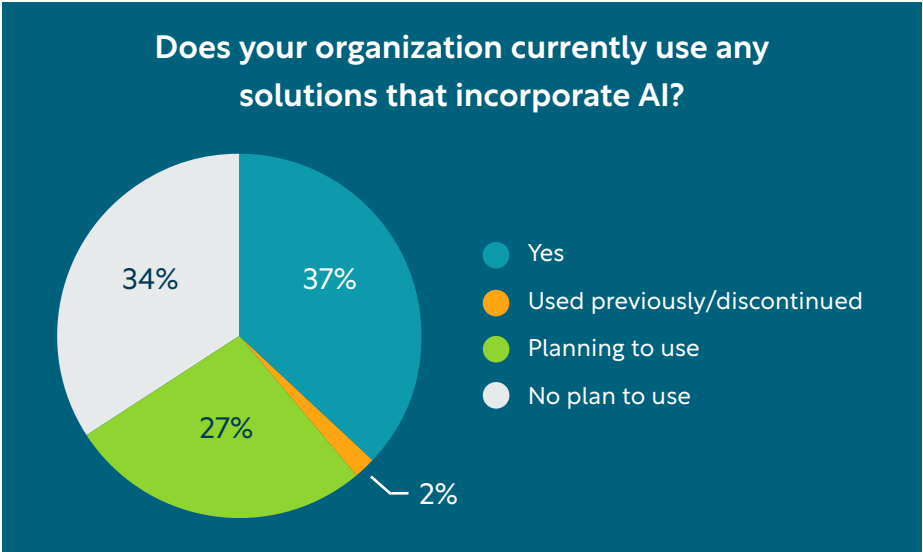 Does your organization currently use any
solutions that incorporate AI?
34%
37%
27%
2%
Yes
Used previously/discontinued
Planning to use
No plan to use